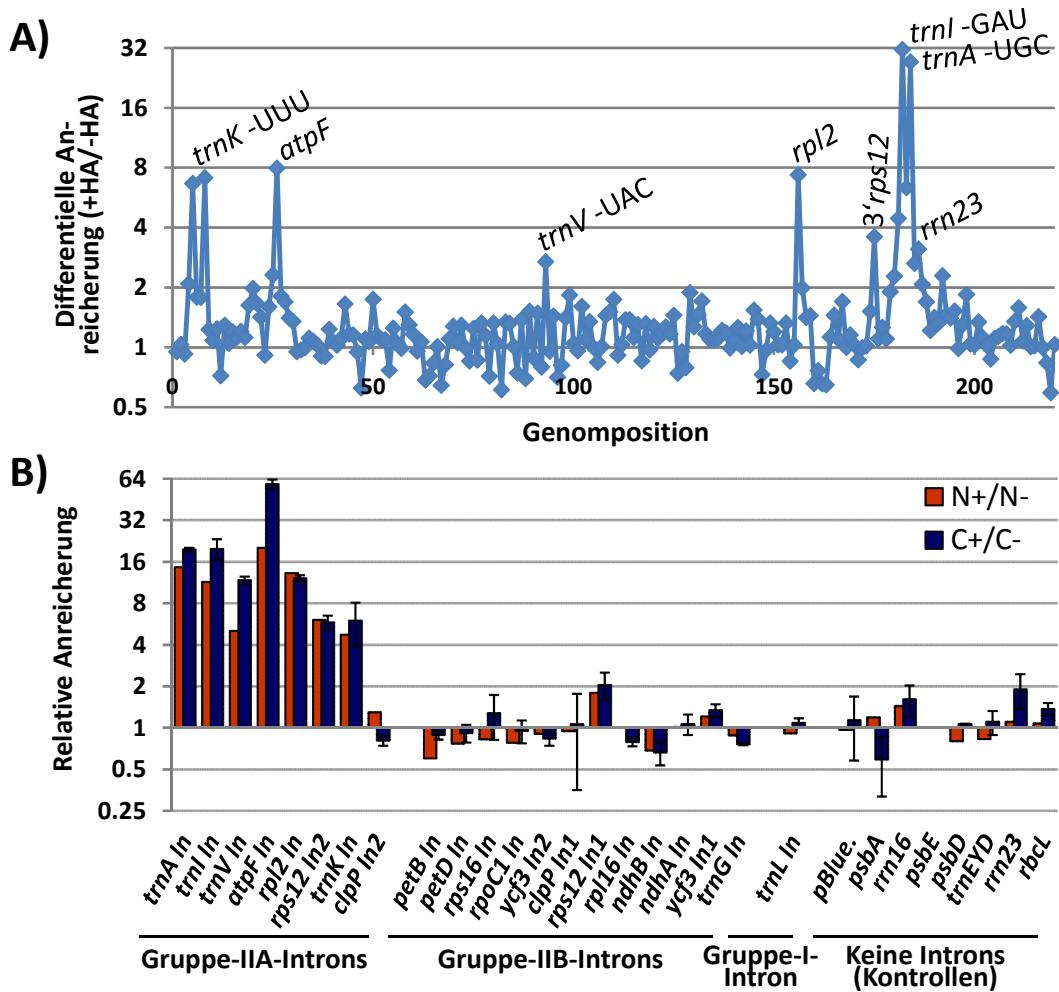 A)
Differentielle An-
reicherung (+HA/-HA)
32
16
8
4
2
1
0.5
trnK -UUU
atpF
trnV -UAC
rpl2
3‘rps12
trnI -GAU
trnA -UGC
rrn23
0
50
100
150
200
Genomposition
B)
Relative Anreicherung
64
32
16
8
4
2
1
0.5
0.25
N+/N-
C+/C-
trnA In
trnI In
trnV In
atpF In
rpl2 In
rps12 In2
trnK In
clpP In2
petB In
petD In
rps16 In
rpoC1 In
ycf3 In2
clpP In1
rps12 In1
rpl16 In
ndhB In
ndhA In
ycf3 In1
trnG In
trnL In
pBlue.
psbA
rrn16
psbE
psbD
trnEYD
rrn23
rbcL
Gruppe-IIA-Introns
Gruppe-IIB-Introns
Gruppe-I-
Intron
Keine Introns
(Kontrollen)